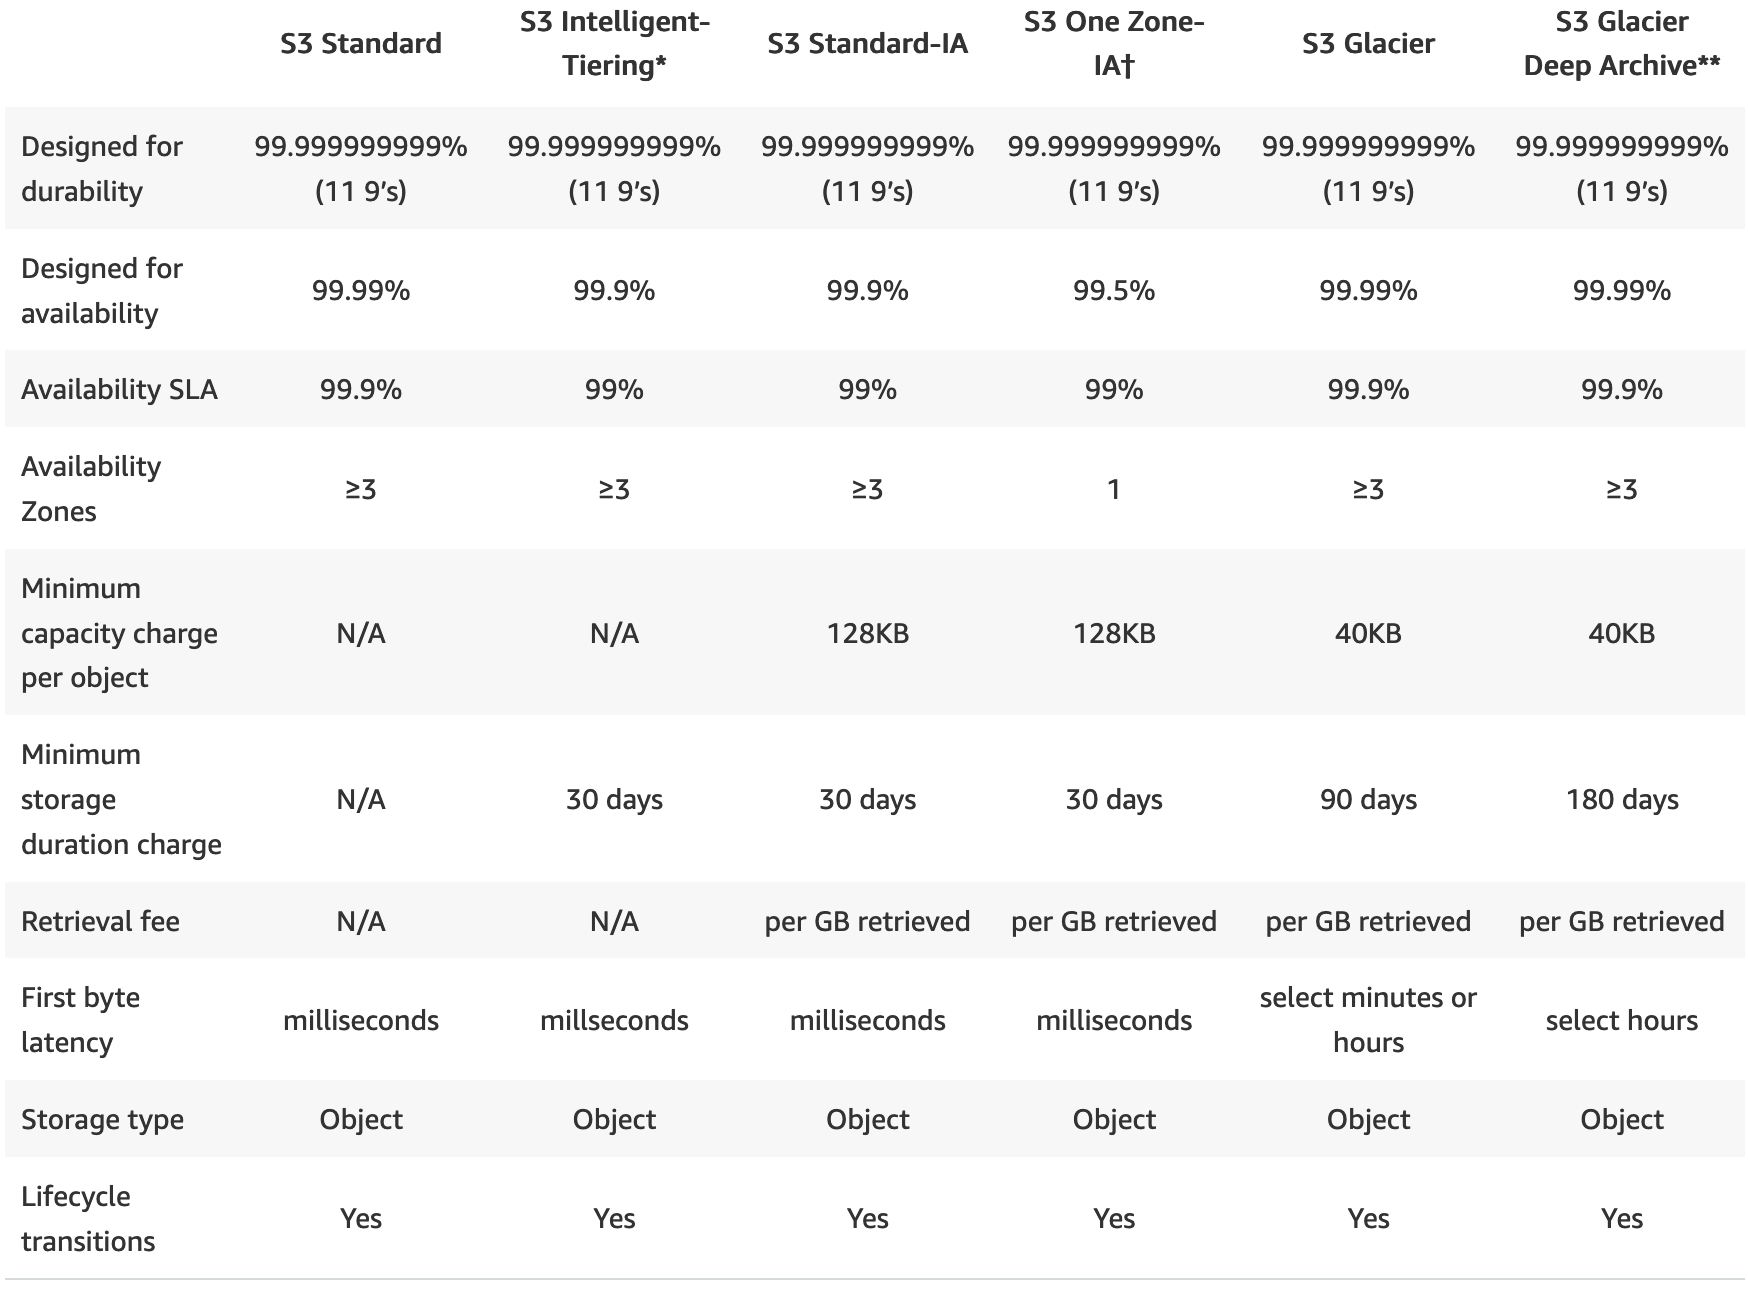 S3 Standard S3 Intelligent-Tiering* S3 Standard-IA S3 One Zone-IA† S3 Glacier S3 Glacier Deep Archive**
Designed for durability 99.999999999% (11 9’s) 99.999999999% (11 9’s) 99.999999999% (11 9’s) 99.999999999% (11 9’s) 99.999999999% (11 9’s) 99.999999999% (11 9’s)
Designed for availability 99.99% 99.9% 99.9% 99.5% 99.99% 99.99%
Availability SLA 99.9% 99% 99% 99% 99.9% 99.9%
Availability Zones ≥3 ≥3 ≥3 1 ≥3 ≥3
Minimum capacity charge per object N/A N/A 128KB 128KB 40KB 40KB
Minimum storage duration charge N/A 30 days 30 days 30 days 90 days 180 days
Retrieval fee N/A N/A per GB retrieved per GB retrieved per GB retrieved per GB retrieved
First byte latency milliseconds millseconds milliseconds milliseconds select minutes or hours select hours
Storage type Object Object Object Object Object Object
Lifecycle transitions Yes Yes Yes Yes Yes Yes